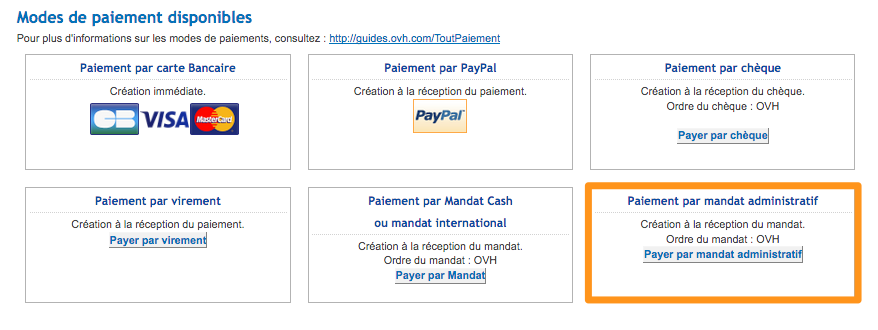 Modes de paiement disponibles
Pour plus d'informations sur les modes de paiements, consultez : http://guides.ovh.com/ToutPaiement
Paiement par carte Bancaire
Création immédiate.
CB VISA MasterCard
Paiement par PayPal
Création à la réception du paiement.
PayPal
Paiement par chèque
Création à la réception du chèque.
Ordre du chèque : OVH
Payer par chèque
Paiement par virement
Création à la réception du paiement.
Payer par virement
Paiement par Mandat Cash
ou mandat international
Création à la réception du mandat.
Ordre du mandat : OVH
Payer par Mandat
Paiement par mandat administratif
Création à la réception du mandat.
Ordre du mandat : OVH
Payer par mandat administratif